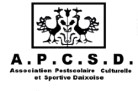 A.P.C.S.D.
Association Postscolaire Culturelle
et Sportive Daixoise